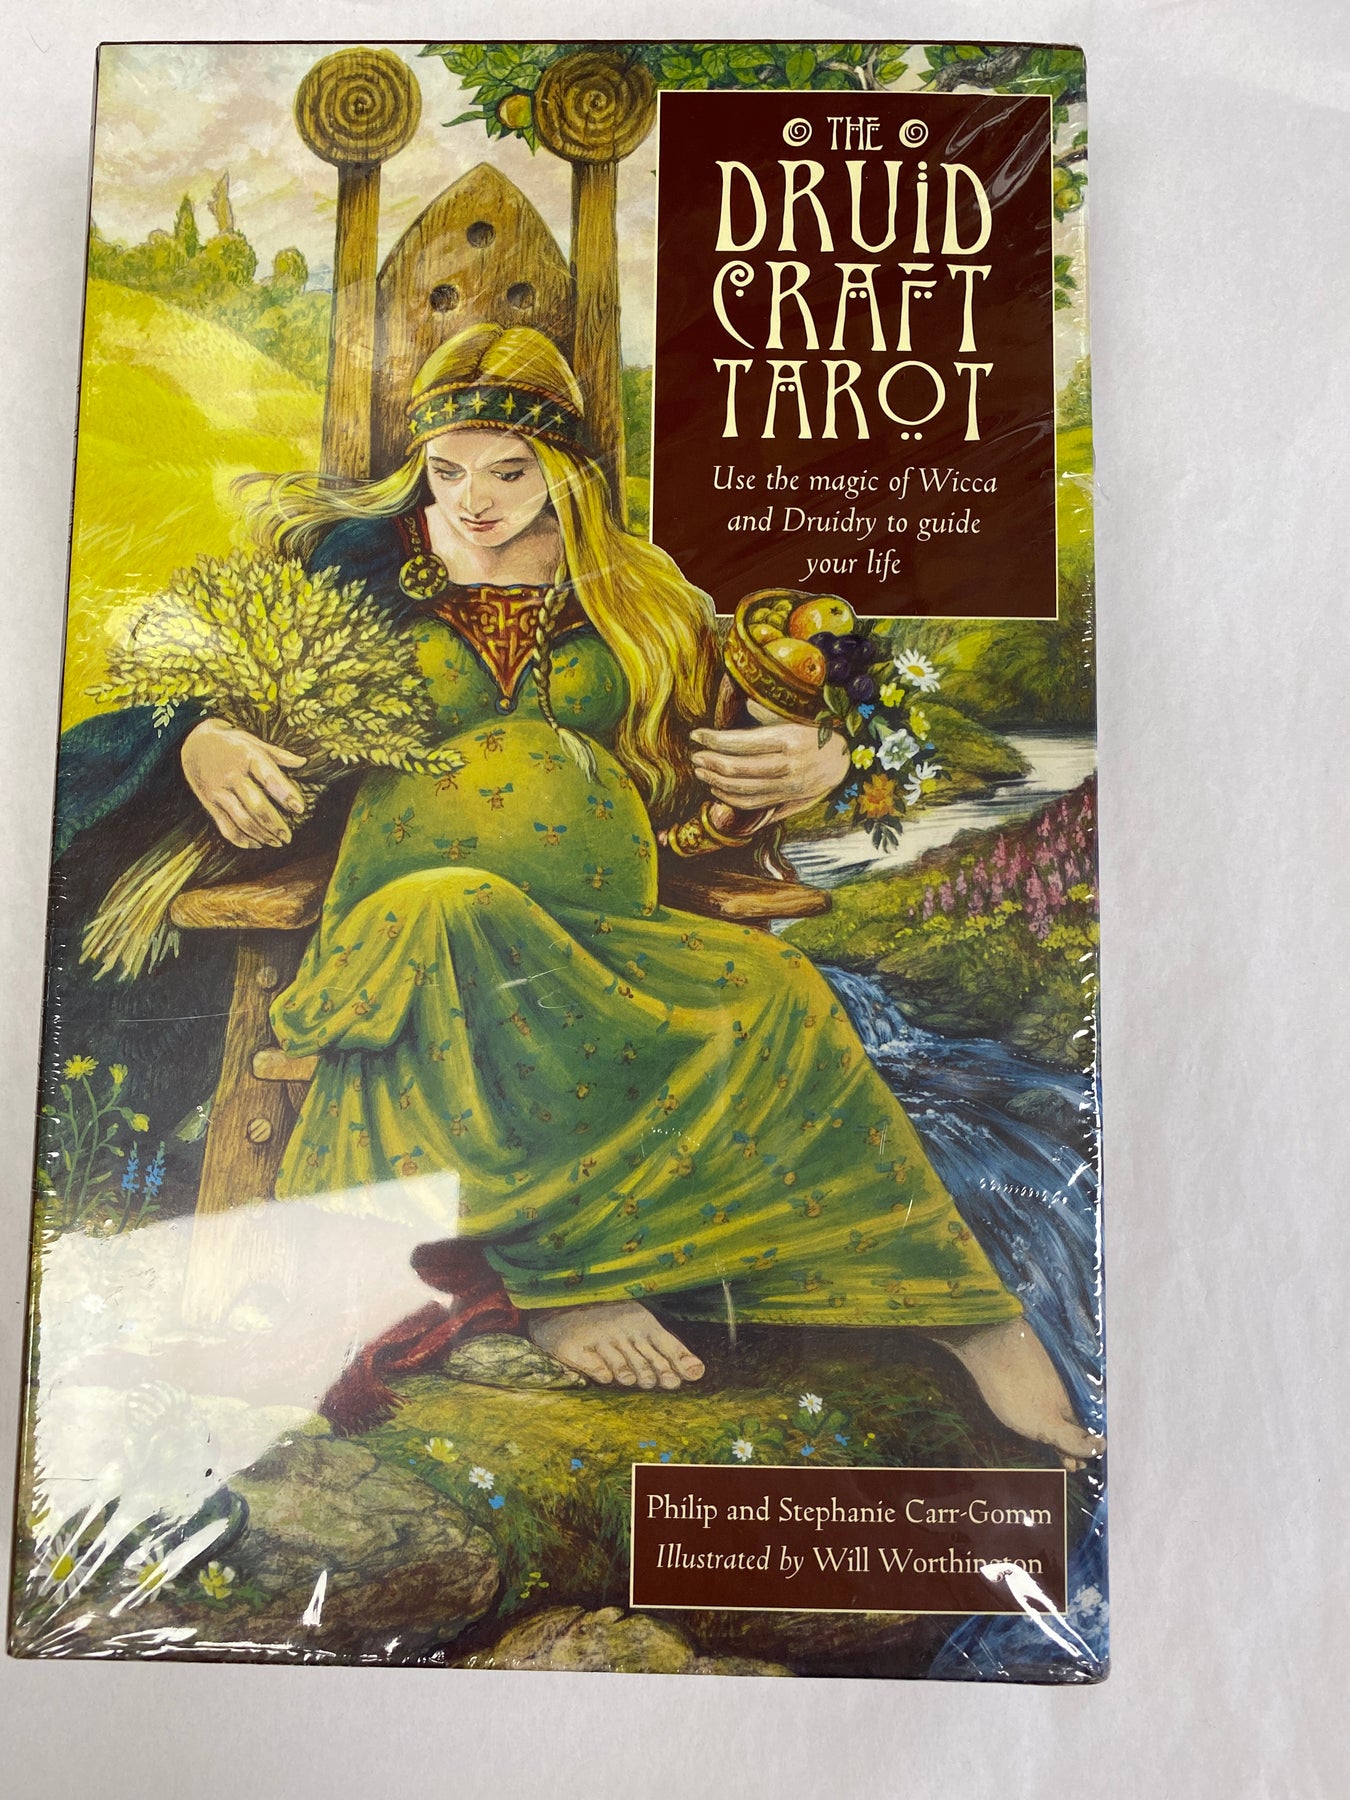 THE
DRUID
CRAFT
TAROT
Use the magic of Wicca
and Druidry to guide
your life
Philip and Stephanie Carr-Gomm
Illustrated by Will Worthington